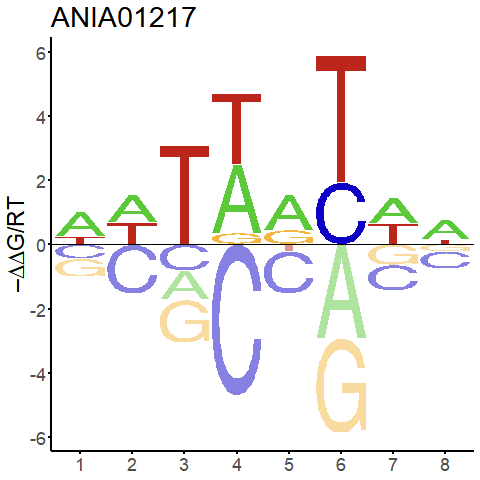 ANIA01217
−ΔΔG/RT
6
4
2
0
-2
-4
-6
A T C G
A T C
T C A G
T A G C
A G T C
T C A G
A T G C
A T C
1 2 3 4 5 6 7 8